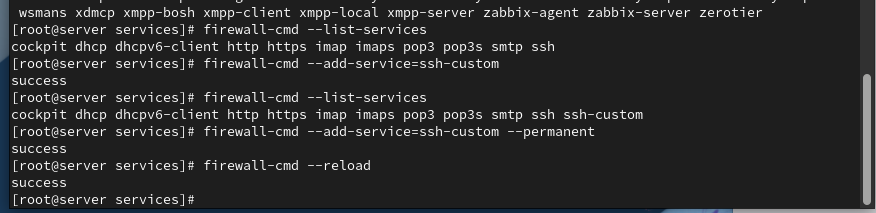 wsmans xdmcp xmpp-bosh xmpp-client xmpp-local xmpp-server zabbix-agent zabbix-server zerotier
[root@server services]# firewall-cmd --list-services
cockpit dhcp dhcpv6-client http https imap imaps pop3 pop3s smtp ssh
[root@server services]# firewall-cmd --add-service=ssh-custom
success
[root@server services]# firewall-cmd --list-services
cockpit dhcp dhcpv6-client http https imap imaps pop3 pop3s smtp ssh ssh-custom
[root@server services]# firewall-cmd --add-service=ssh-custom --permanent
success
[root@server services]# firewall-cmd --reload
success
[root@server services]#